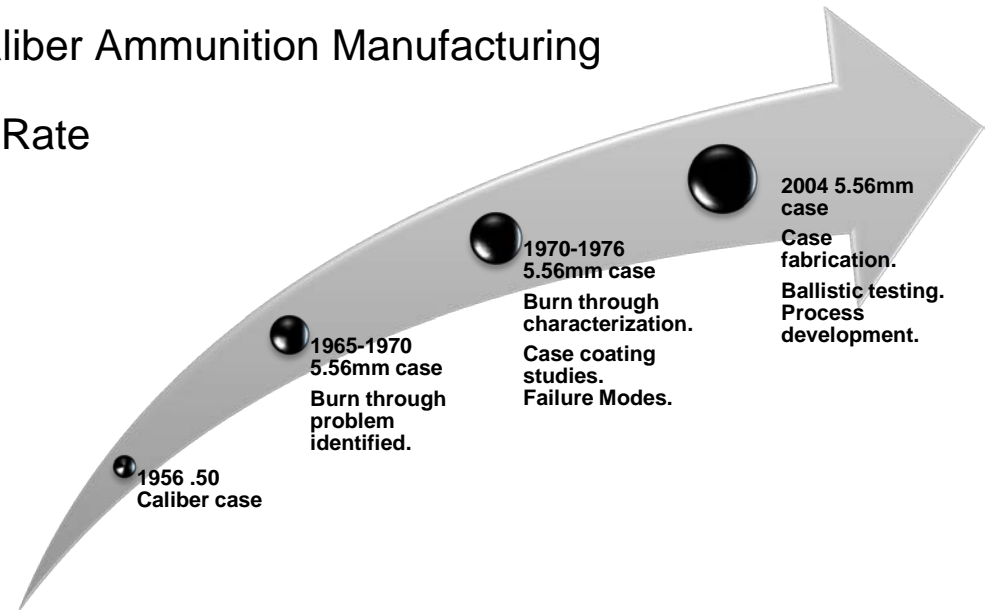 liber Ammunition Manufacturing
Rate
2004 5.56mm
case
Case
fabrication.
Ballistic testing.
Process
development.
1970-1976
5.56mm case
Burn through
characterization.
Case coating
studies.
Failure Modes.
1965-1970
5.56mm case
Burn through
problem
identified.
1956 .50
Caliber case